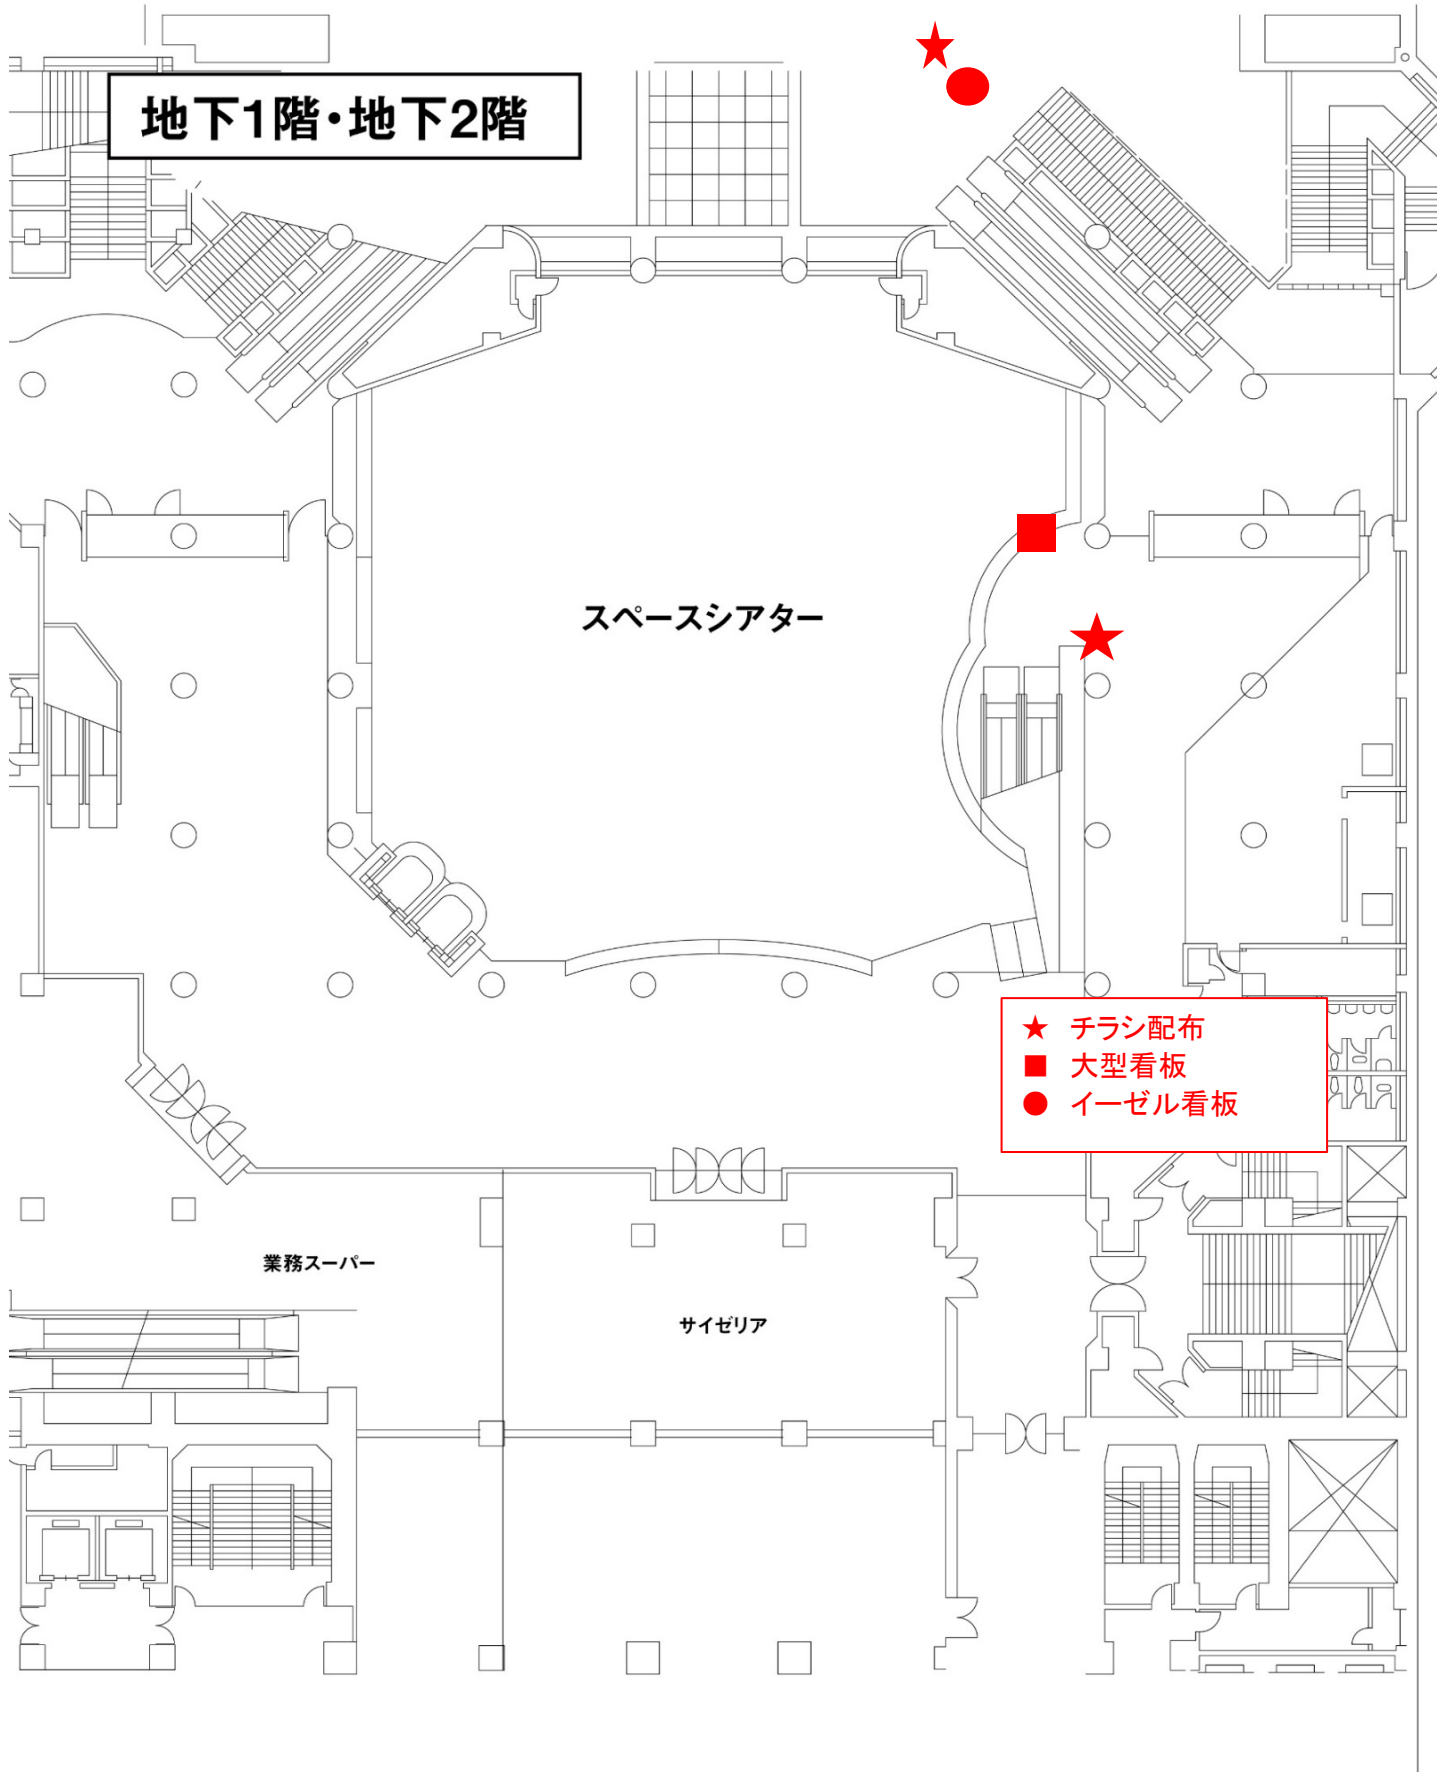 地下1階・地下2階
スペースシアター
★ チラシ配布
■ 大型看板
● イーゼル看板
業務スーパー
サイゼリア